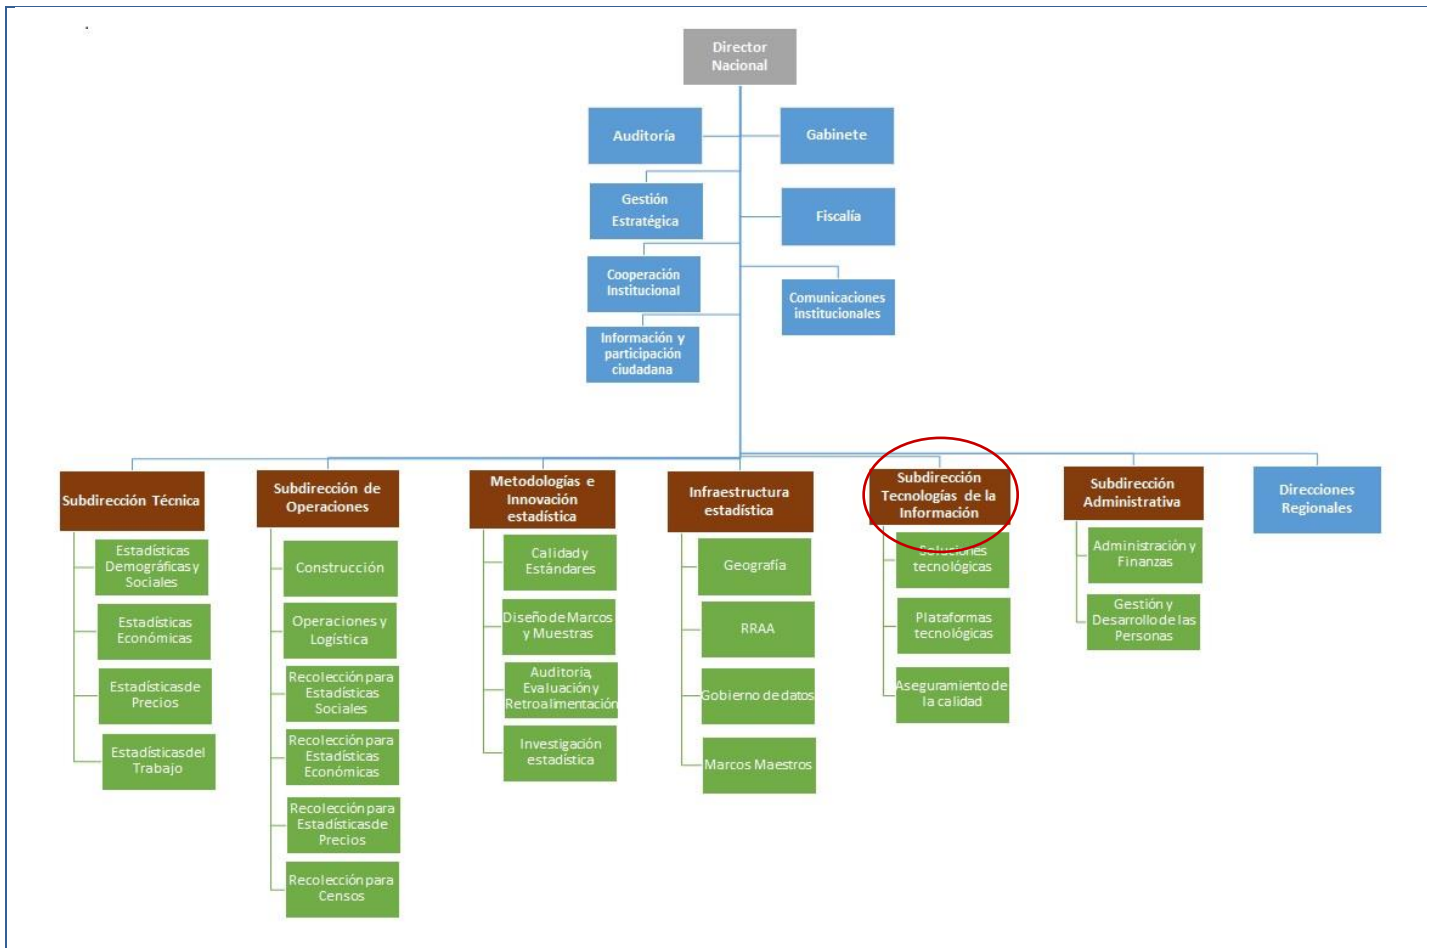 Director
Nacional
Auditoría
Gabinete
Gestión
Estratégica
Fiscalía
Cooperación
Institucional
Comunicaciones
institucionales
Información y
participación
ciudadana
Subdirección Técnica
Estadísticas
Demográficas y
Sociales
Estadísticas
Económicas
Estadísticas de
Precios
Estadísticas del
Trabajo
Subdirección de
Operaciones
Construcción
Operaciones y
Logística
Recolección para
Estadísticas
Sociales
Recolección para
Estadísticas
Económicas
Recolección para
Estadísticas de
Precios
Recolección para
Censos
Metodologías e
Innovación
estadística
Calidad y
Estándares
Diseño de Marcos
y Muestras
Auditoria,
Evaluación y
Retroalimentación
Investigación
estadística
Infraestructura
estadística
Geografía
RRAA
Gobierno de datos
Marcos Maestros
Subdirección
Tecnologías de la
Información
Soluciones
tecnológicas
Plataformas
tecnológicas
Aseguramiento de
la calidad
Subdirección
Administrativa
Administración y
Finanzas
Gestión y
Desarrollo de las
Personas
Direcciones
Regionales